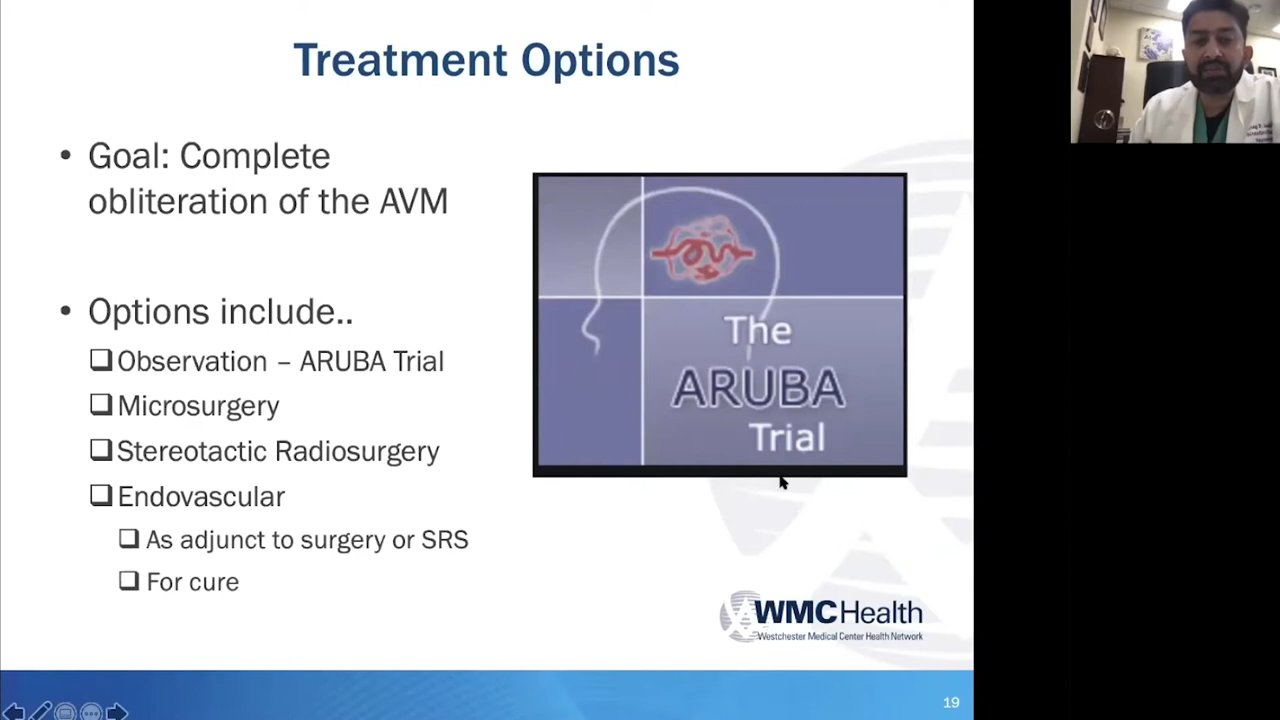 Treatment Options
• Goal: Complete
obliteration of the AVM
• Options include..
❑ Observation – ARUBA Trial
❑ Microsurgery
❑ Stereotactic Radiosurgery
❑ Endovascular
❑ As adjunct to surgery or SRS
❑ For cure
The
ARUBA
Trial
WMCHealth
Westchester Medical Center Health Network
19